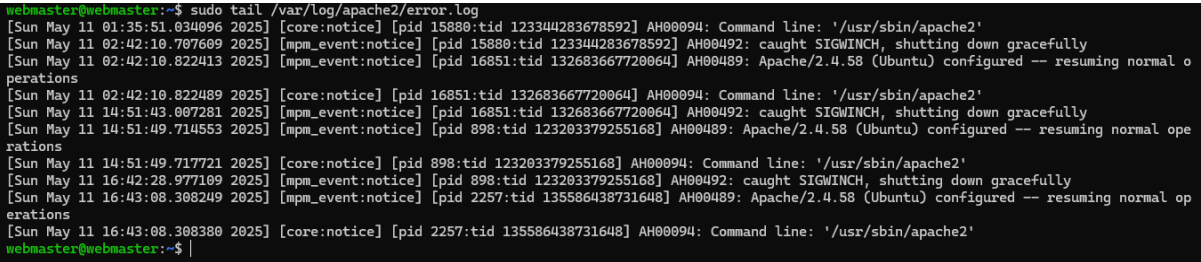 webmaster@webmaster:~$ sudo tail /var/log/apache2/error.log
[Sun May 11 01:35:51.034096 2025] [core:notice] [pid 15880:tid 123344283678592] AH00094: Command line: '/usr/sbin/apache2'
[Sun May 11 02:42:10.707609 2025] [mpm_event:notice] [pid 15880:tid 123344283678592] AH00492: caught SIGWINCH, shutting down gracefully
[Sun May 11 02:42:10.822413 2025] [mpm_event:notice] [pid 16851:tid 132683667720064] AH00489: Apache/2.4.58 (Ubuntu) configured -- resuming normal o
perations
[Sun May 11 02:42:10.822489 2025] [core:notice] [pid 16851:tid 132683667720064] AH00094: Command line: '/usr/sbin/apache2'
[Sun May 11 14:51:43.007281 2025] [mpm_event:notice] [pid 16851:tid 132683667720064] AH00492: caught SIGWINCH, shutting down gracefully
[Sun May 11 14:51:49.714553 2025] [mpm_event:notice] [pid 898:tid 123203379255168] AH00489: Apache/2.4.58 (Ubuntu) configured -- resuming normal ope
rations
[Sun May 11 14:51:49.717721 2025] [core:notice] [pid 898:tid 123203379255168] AH00094: Command line: '/usr/sbin/apache2'
[Sun May 11 16:42:28.977109 2025] [mpm_event:notice] [pid 898:tid 123203379255168] AH00492: caught SIGWINCH, shutting down gracefully
[Sun May 11 16:43:08.308249 2025] [mpm_event:notice] [pid 2257:tid 135586438731648] AH00489: Apache/2.4.58 (Ubuntu) configured -- resuming normal op
erations
[Sun May 11 16:43:08.308380 2025] [core:notice] [pid 2257:tid 135586438731648] AH00094: Command line: '/usr/sbin/apache2'
webmaster@webmaster:~$